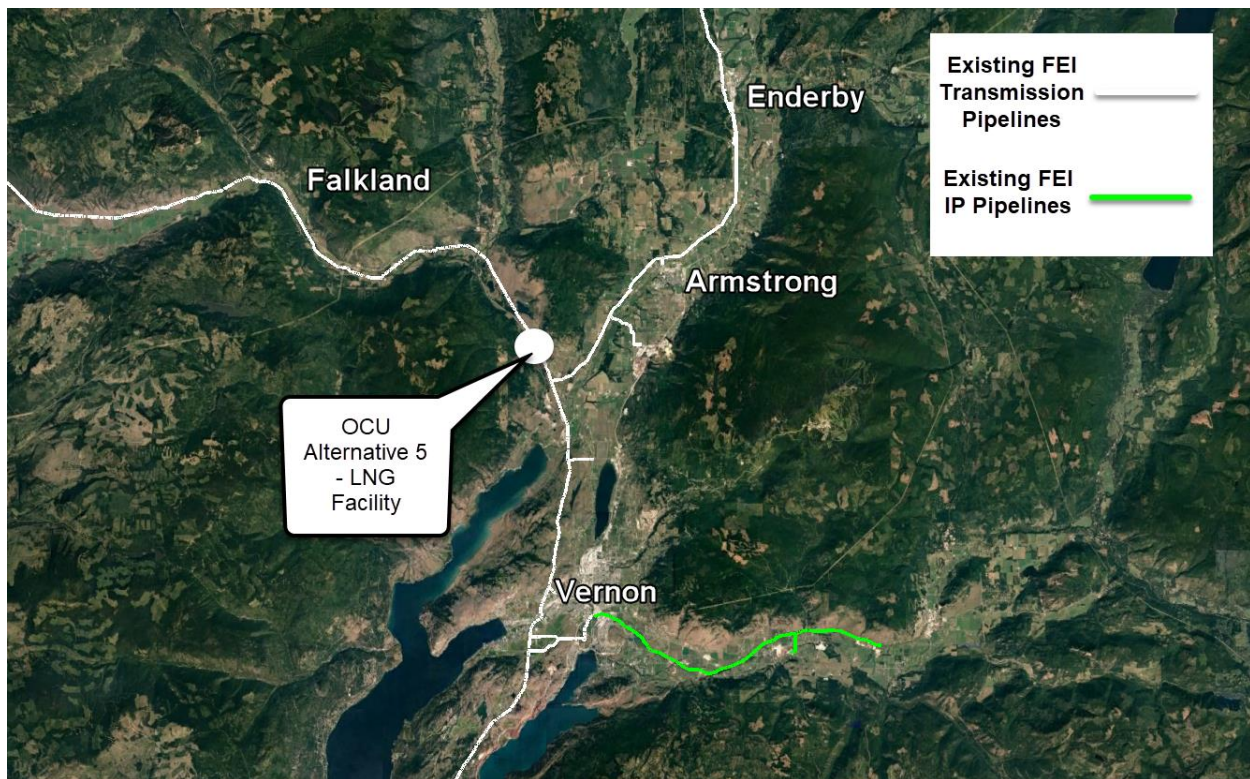 Enderby
Falkland
Armstrong
Vernon
OCU
Alternative 5
- LNG
Facility
Existing FEI
Transmission
Pipelines
Existing FEI
IP Pipelines